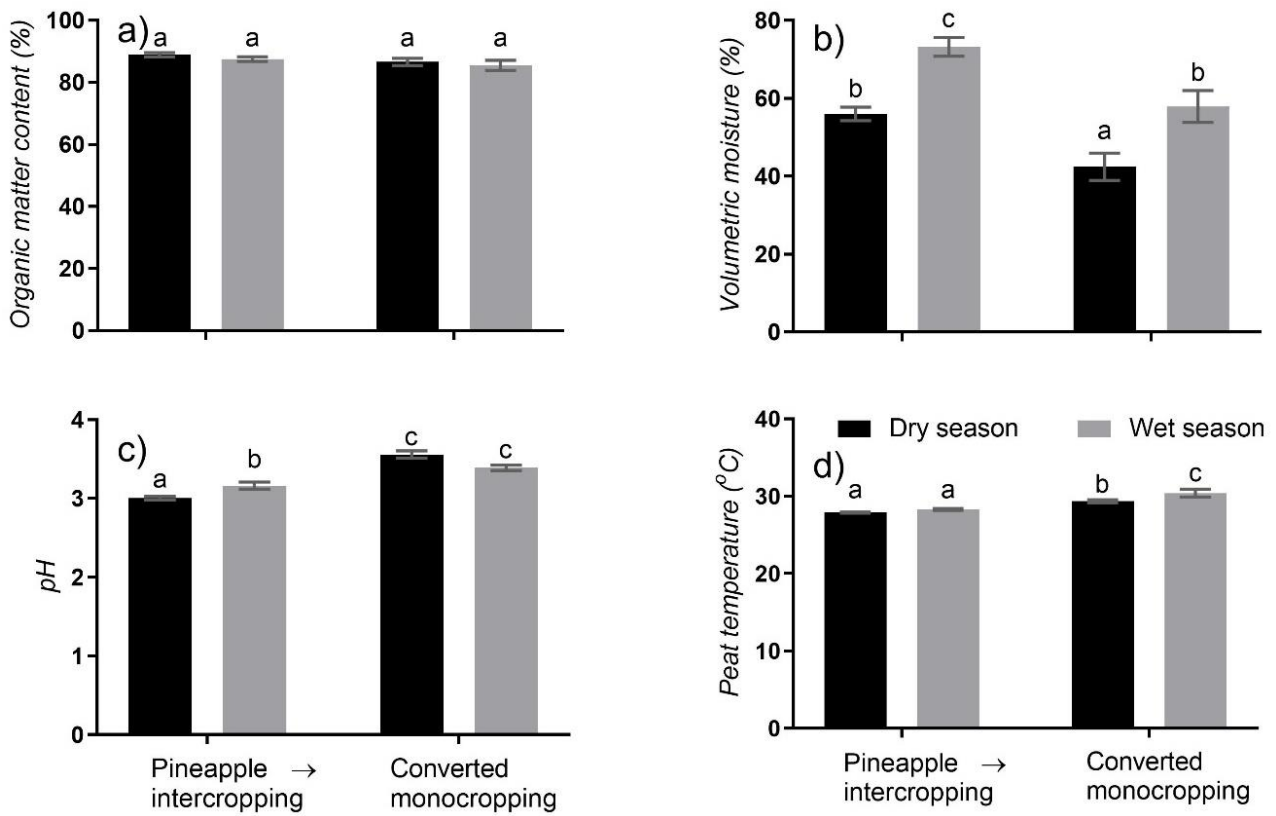 a)
Organic matter content (%)
100
80
60
40
20
0
a
a
a
a
b)
Volumetric moisture (%)
80
60
40
20
0
b
c
a
b
c)
pH
4
3
2
1
0
a
b
c
c
Pineapple →
intercropping
Converted
monocropping
Dry season
Wet season
d)
Peat temperature (°C)
40
30
20
10
0
a
a
b
c
Pineapple →
intercropping
Converted
monocropping